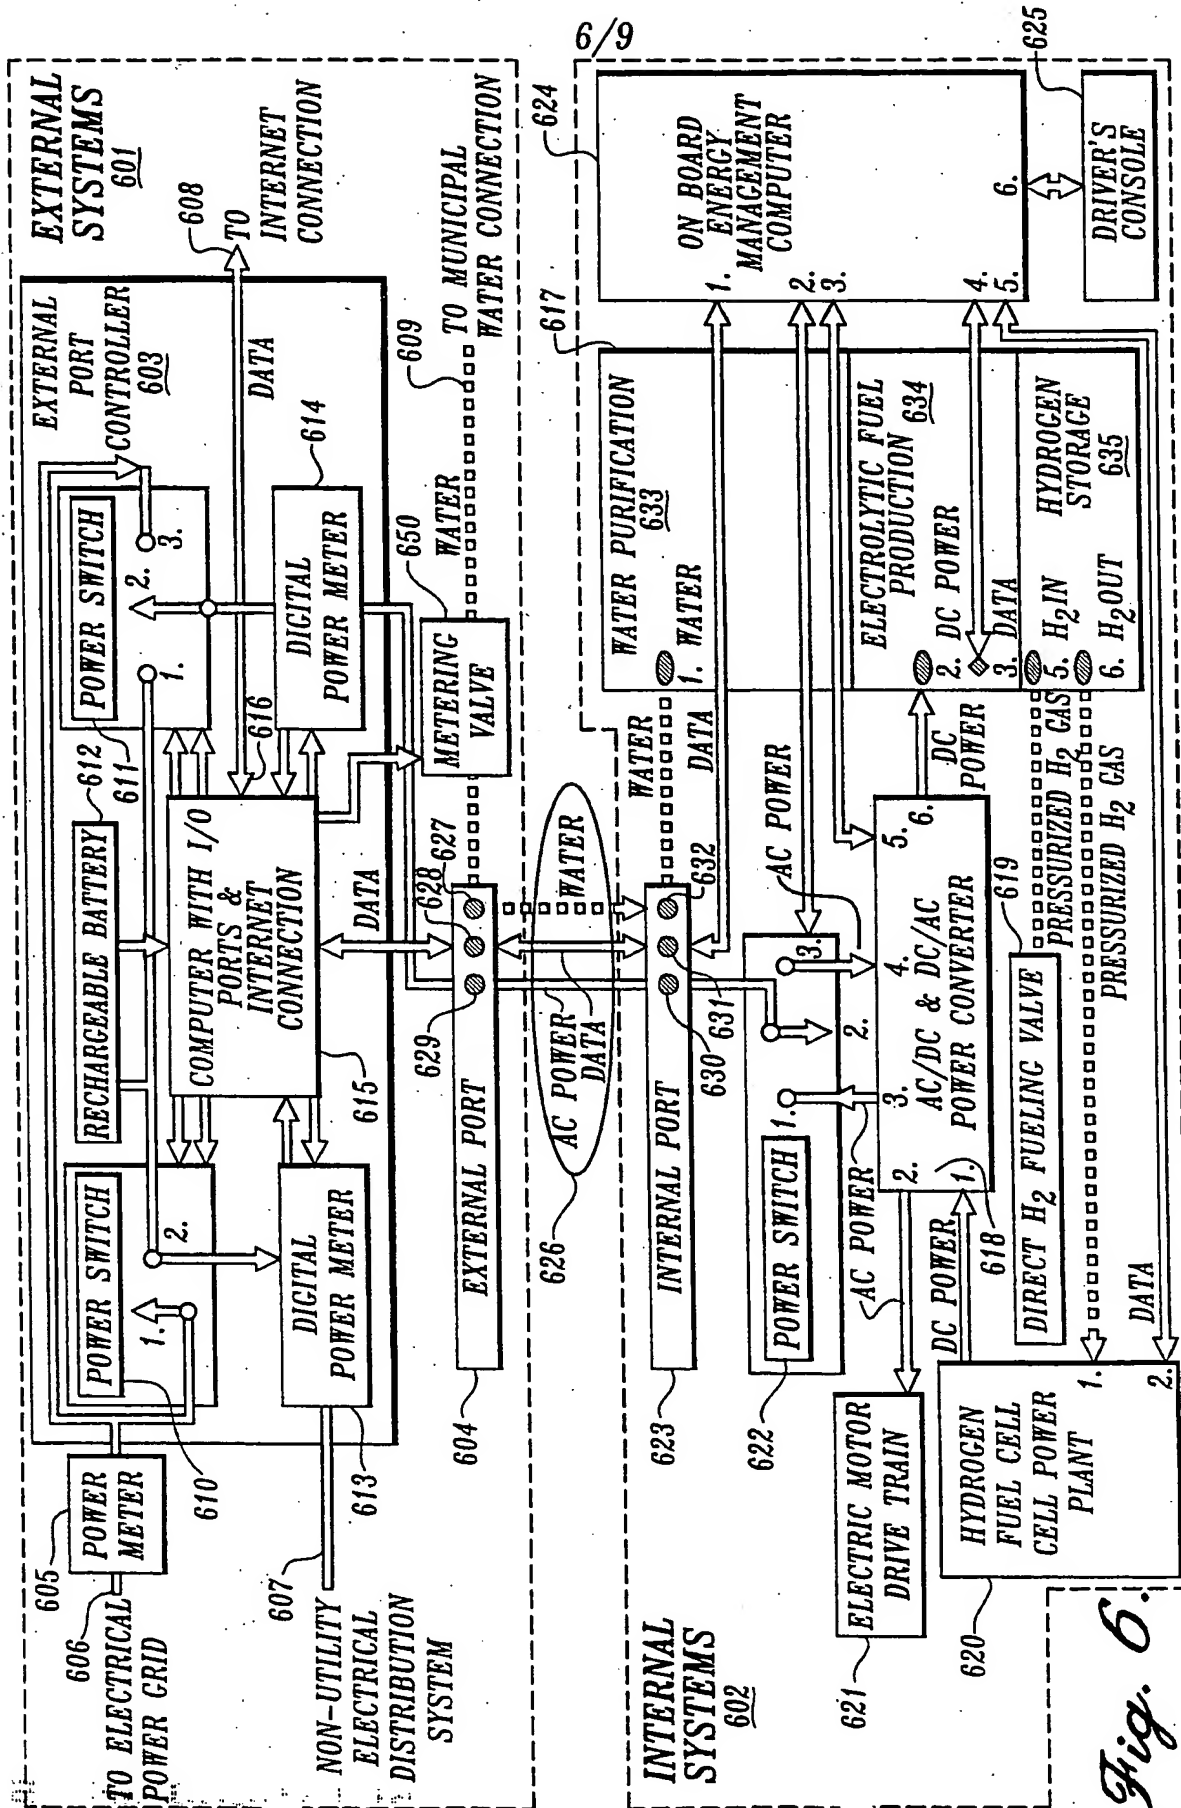 6/9
EXTERNAL
SYSTEMS
601
EXTERNAL
PORT
CONTROLLER
603
608
TO
INTERNET
CONNECTION
DATA
TO MUNICIPAL
WATER CONNECTION
609
WATER
650
METERING
VALVE
POWER SWITCH
1.
2.
3.
611
614
DIGITAL
POWER METER
616
612
RECHARGEABLE BATTERY
COMPUTER WITH I/O
PORTS &
INTERNET
CONNECTION
615
DATA
POWER SWITCH
1.
2.
610
DIGITAL
POWER METER
613
605
POWER
METER
606
TO ELECTRICAL
POWER GRID
607
NON-UTILITY
ELECTRICAL
DISTRIBUTION
SYSTEM
627
628
629
EXTERNAL PORT
604
WATER
AC POWER
DATA
626
INTERNAL SYSTEMS
602
INTERNAL PORT
623
630
631
632
WATER
DATA
624
ON BOARD
ENERGY
MANAGEMENT
COMPUTER
1.
2.
3.
4.
5.
6.
625
DRIVER'S
CONSOLE
617
WATER PURIFICATION
633
1. WATER
ELECTROLYTIC FUEL
PRODUCTION
634
2. DC POWER
3. DATA
HYDROGEN
STORAGE
635
5. H2IN
6. H2OUT
POWER SWITCH
1.
2.
3.
622
AC POWER
AC POWER
AC/DC & DC/AC
POWER CONVERTER
1.
2.
3.
4.
5.
6.
618
DC
POWER
DC POWER
619
DIRECT H2 FUELING VALVE
PRESSURIZED H2 GAS
PRESSURIZED H2 GAS
DATA
ELECTRIC MOTOR
DRIVE TRAIN
621
HYDROGEN
FUEL CELL
CELL POWER
PLANT
1.
2.
620
Fig. 6.